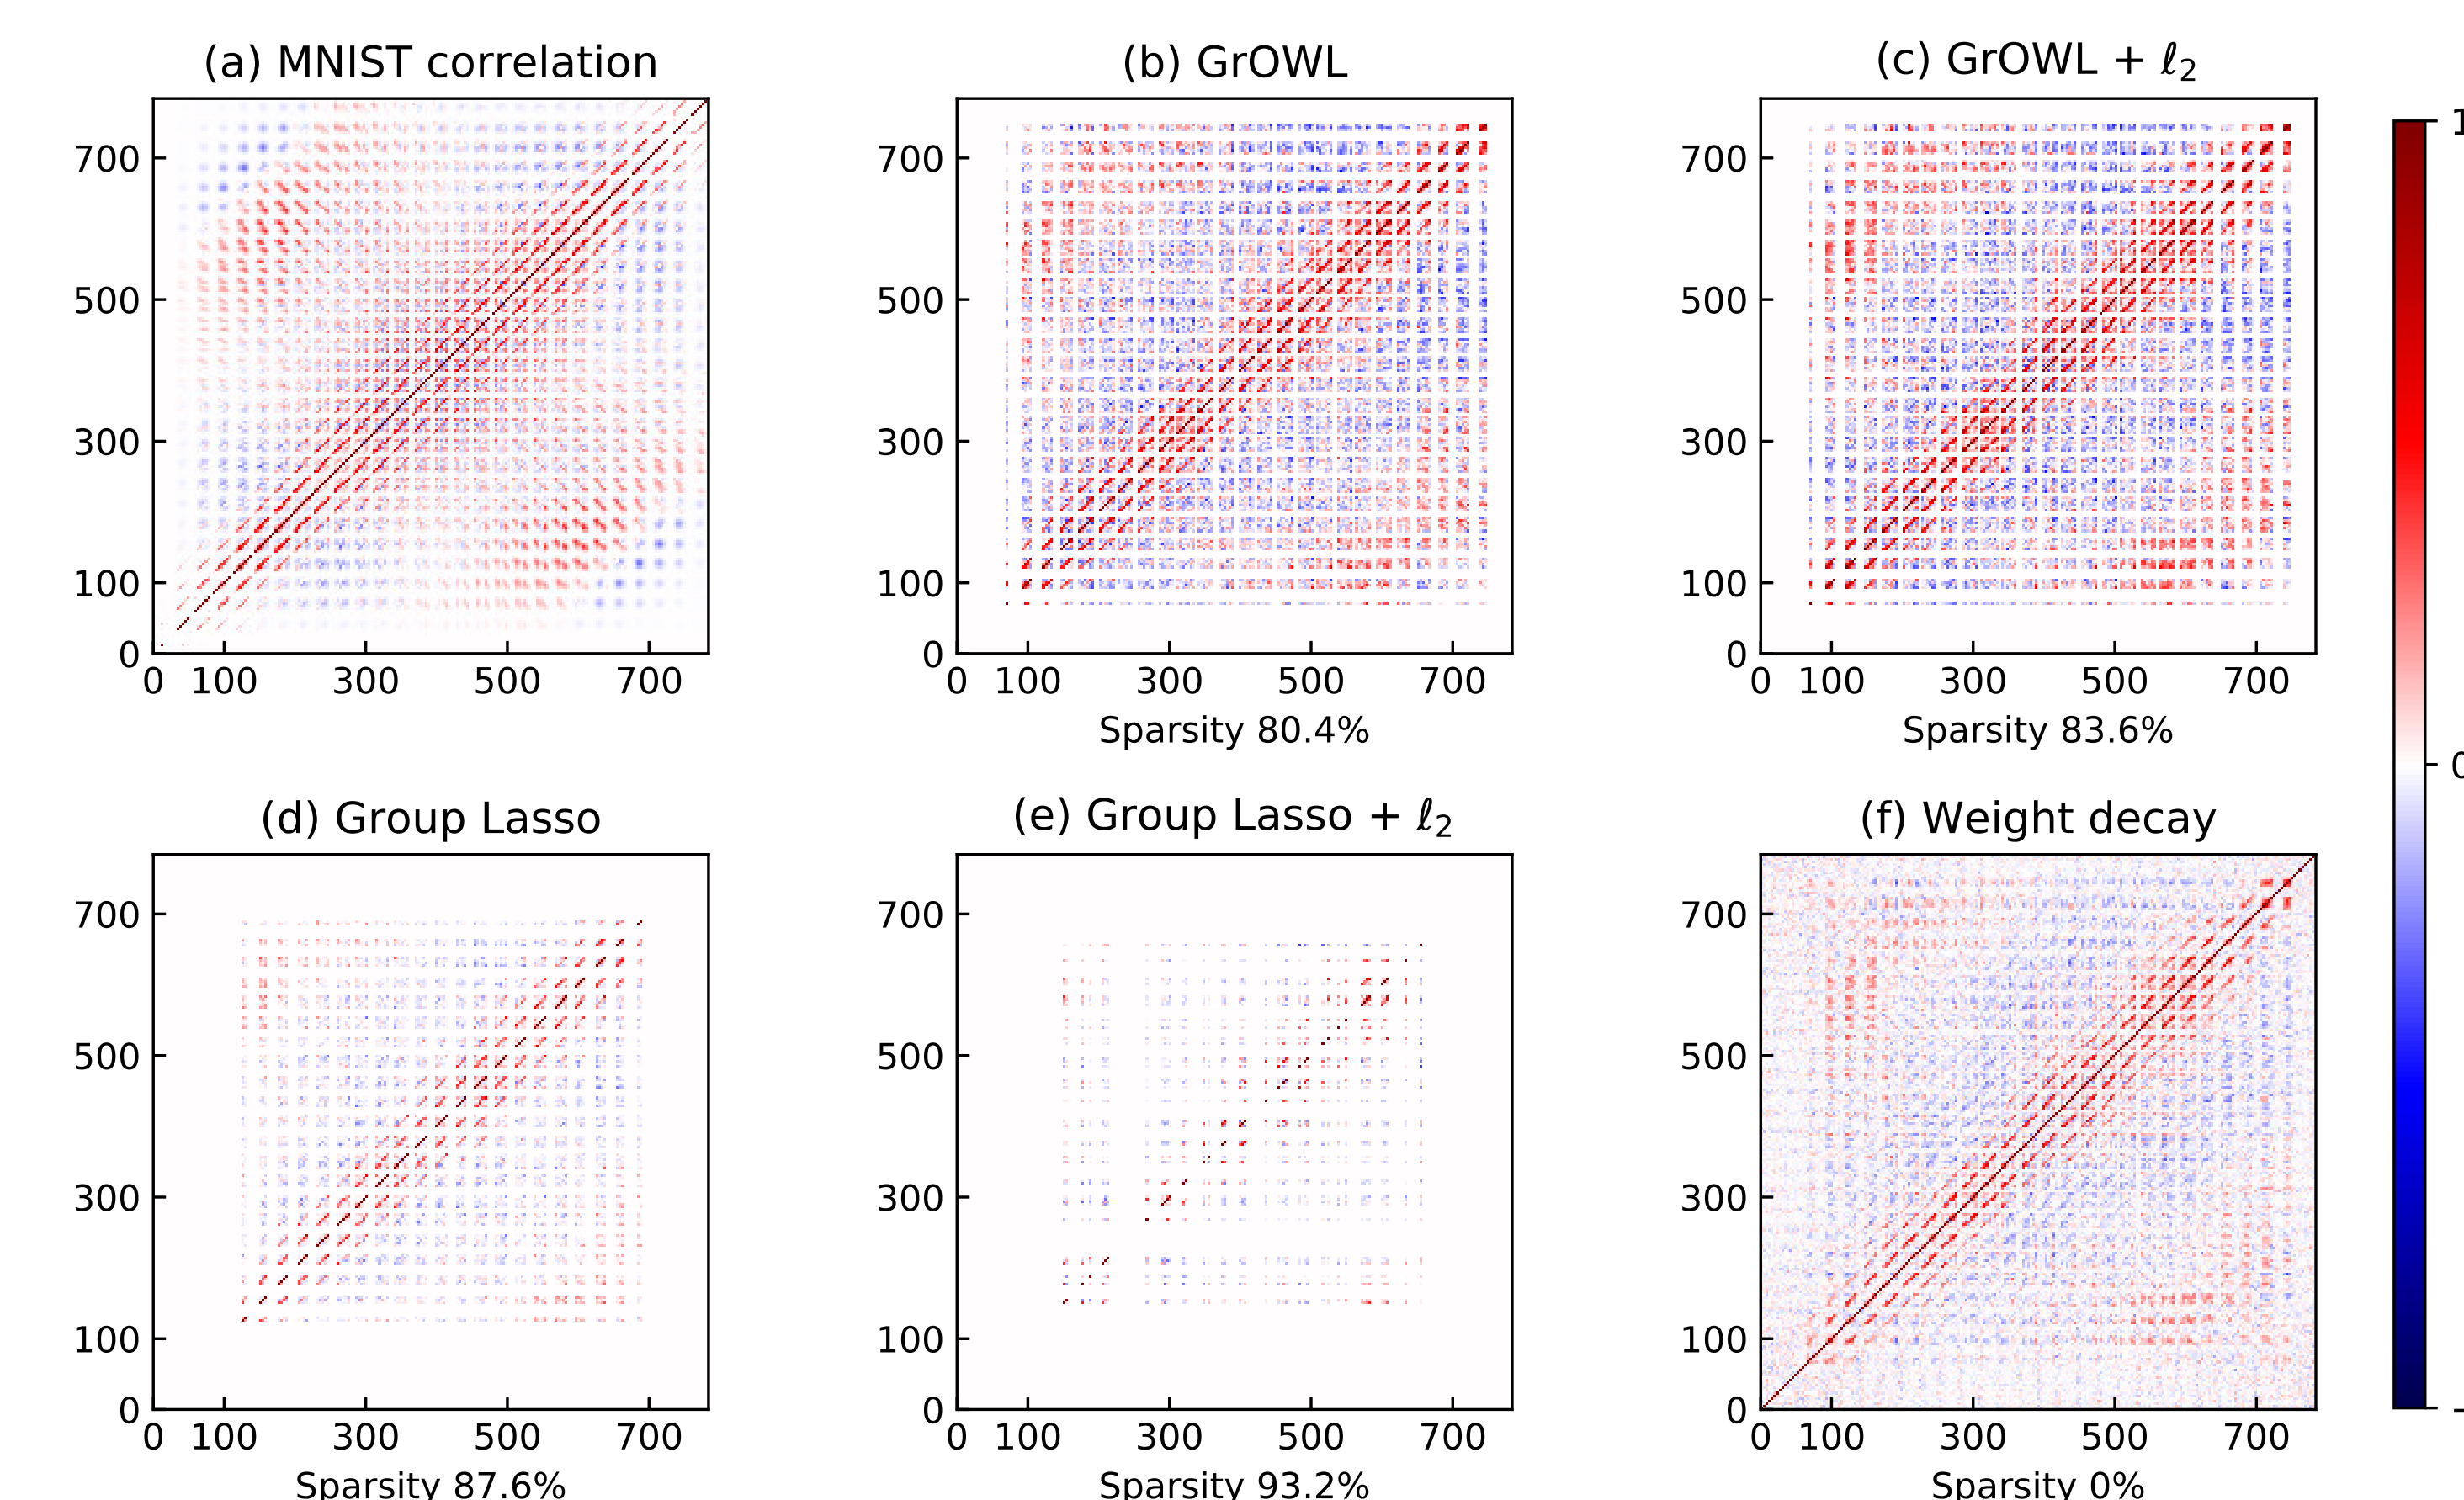 (a) MNIST correlation
700
500
300
100
0
0 100 300 500 700
(b) GrOWL
700
500
300
100
0
0 100 300 500 700
Sparsity 80.4%
(c) GrOWL + ℓ₂
700
500
300
100
0
0 100 300 500 700
Sparsity 83.6%
(d) Group Lasso
700
500
300
100
0
0 100 300 500 700
Sparsity 87.6%
(e) Group Lasso + ℓ₂
700
500
300
100
0
0 100 300 500 700
Sparsity 93.2%
(f) Weight decay
700
500
300
100
0
0 100 300 500 700
Sparsity 0%
1
0